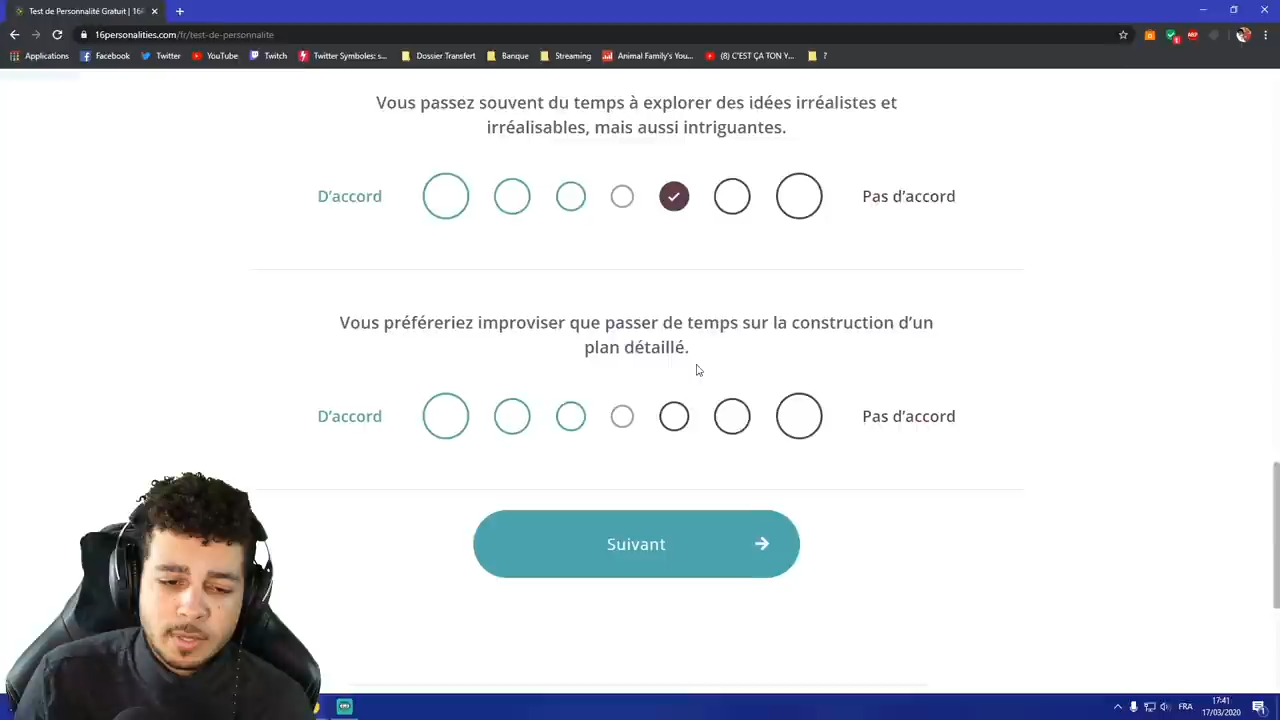 Test de Personnalité Gratuit | 16
16personalities.com/fr/test-de-personnalite
Applications
Facebook
Twitter
YouTube
Twitch
Twitter Symboles: s...
Dossier Transfert
Banque
Streaming
Animal Family's You...
(8) C'EST ÇA TON Y...
?
Vous passez souvent du temps à explorer des idées irréalistes et
irréalisables, mais aussi intriguantes.
D'accord
Pas d'accord
Vous préféreriez improviser que passer de temps sur la construction d'un
plan détaillé.
D'accord
Pas d'accord
Suivant
FRA
17:41
17/03/2020